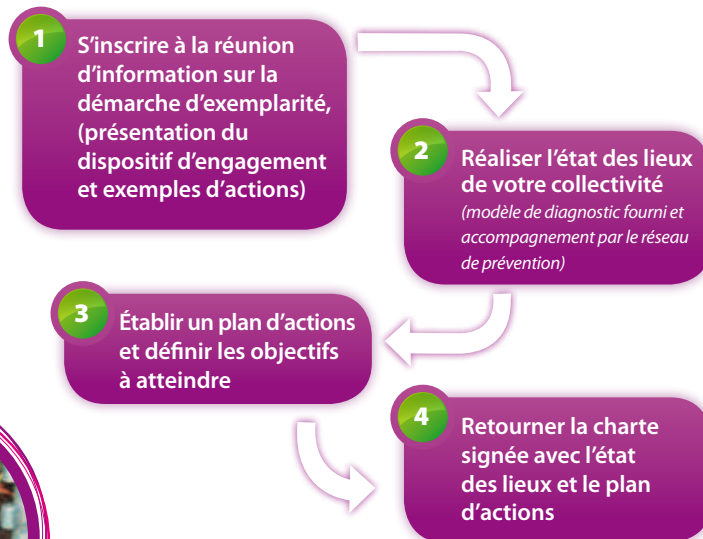 1
S'inscrire à la réunion
d'information sur la
démarche d'exemplarité,
(présentation du
dispositif d'engagement
et exemples d'actions)
2
Réaliser l'état des lieux
de votre collectivité
(modèle de diagnostic fourni et
accompagnement par le réseau
de prévention)
3
Établir un plan d'actions
et définir les objectifs
à atteindre
4
Retourner la charte
signée avec l'état
des lieux et le plan
d'actions